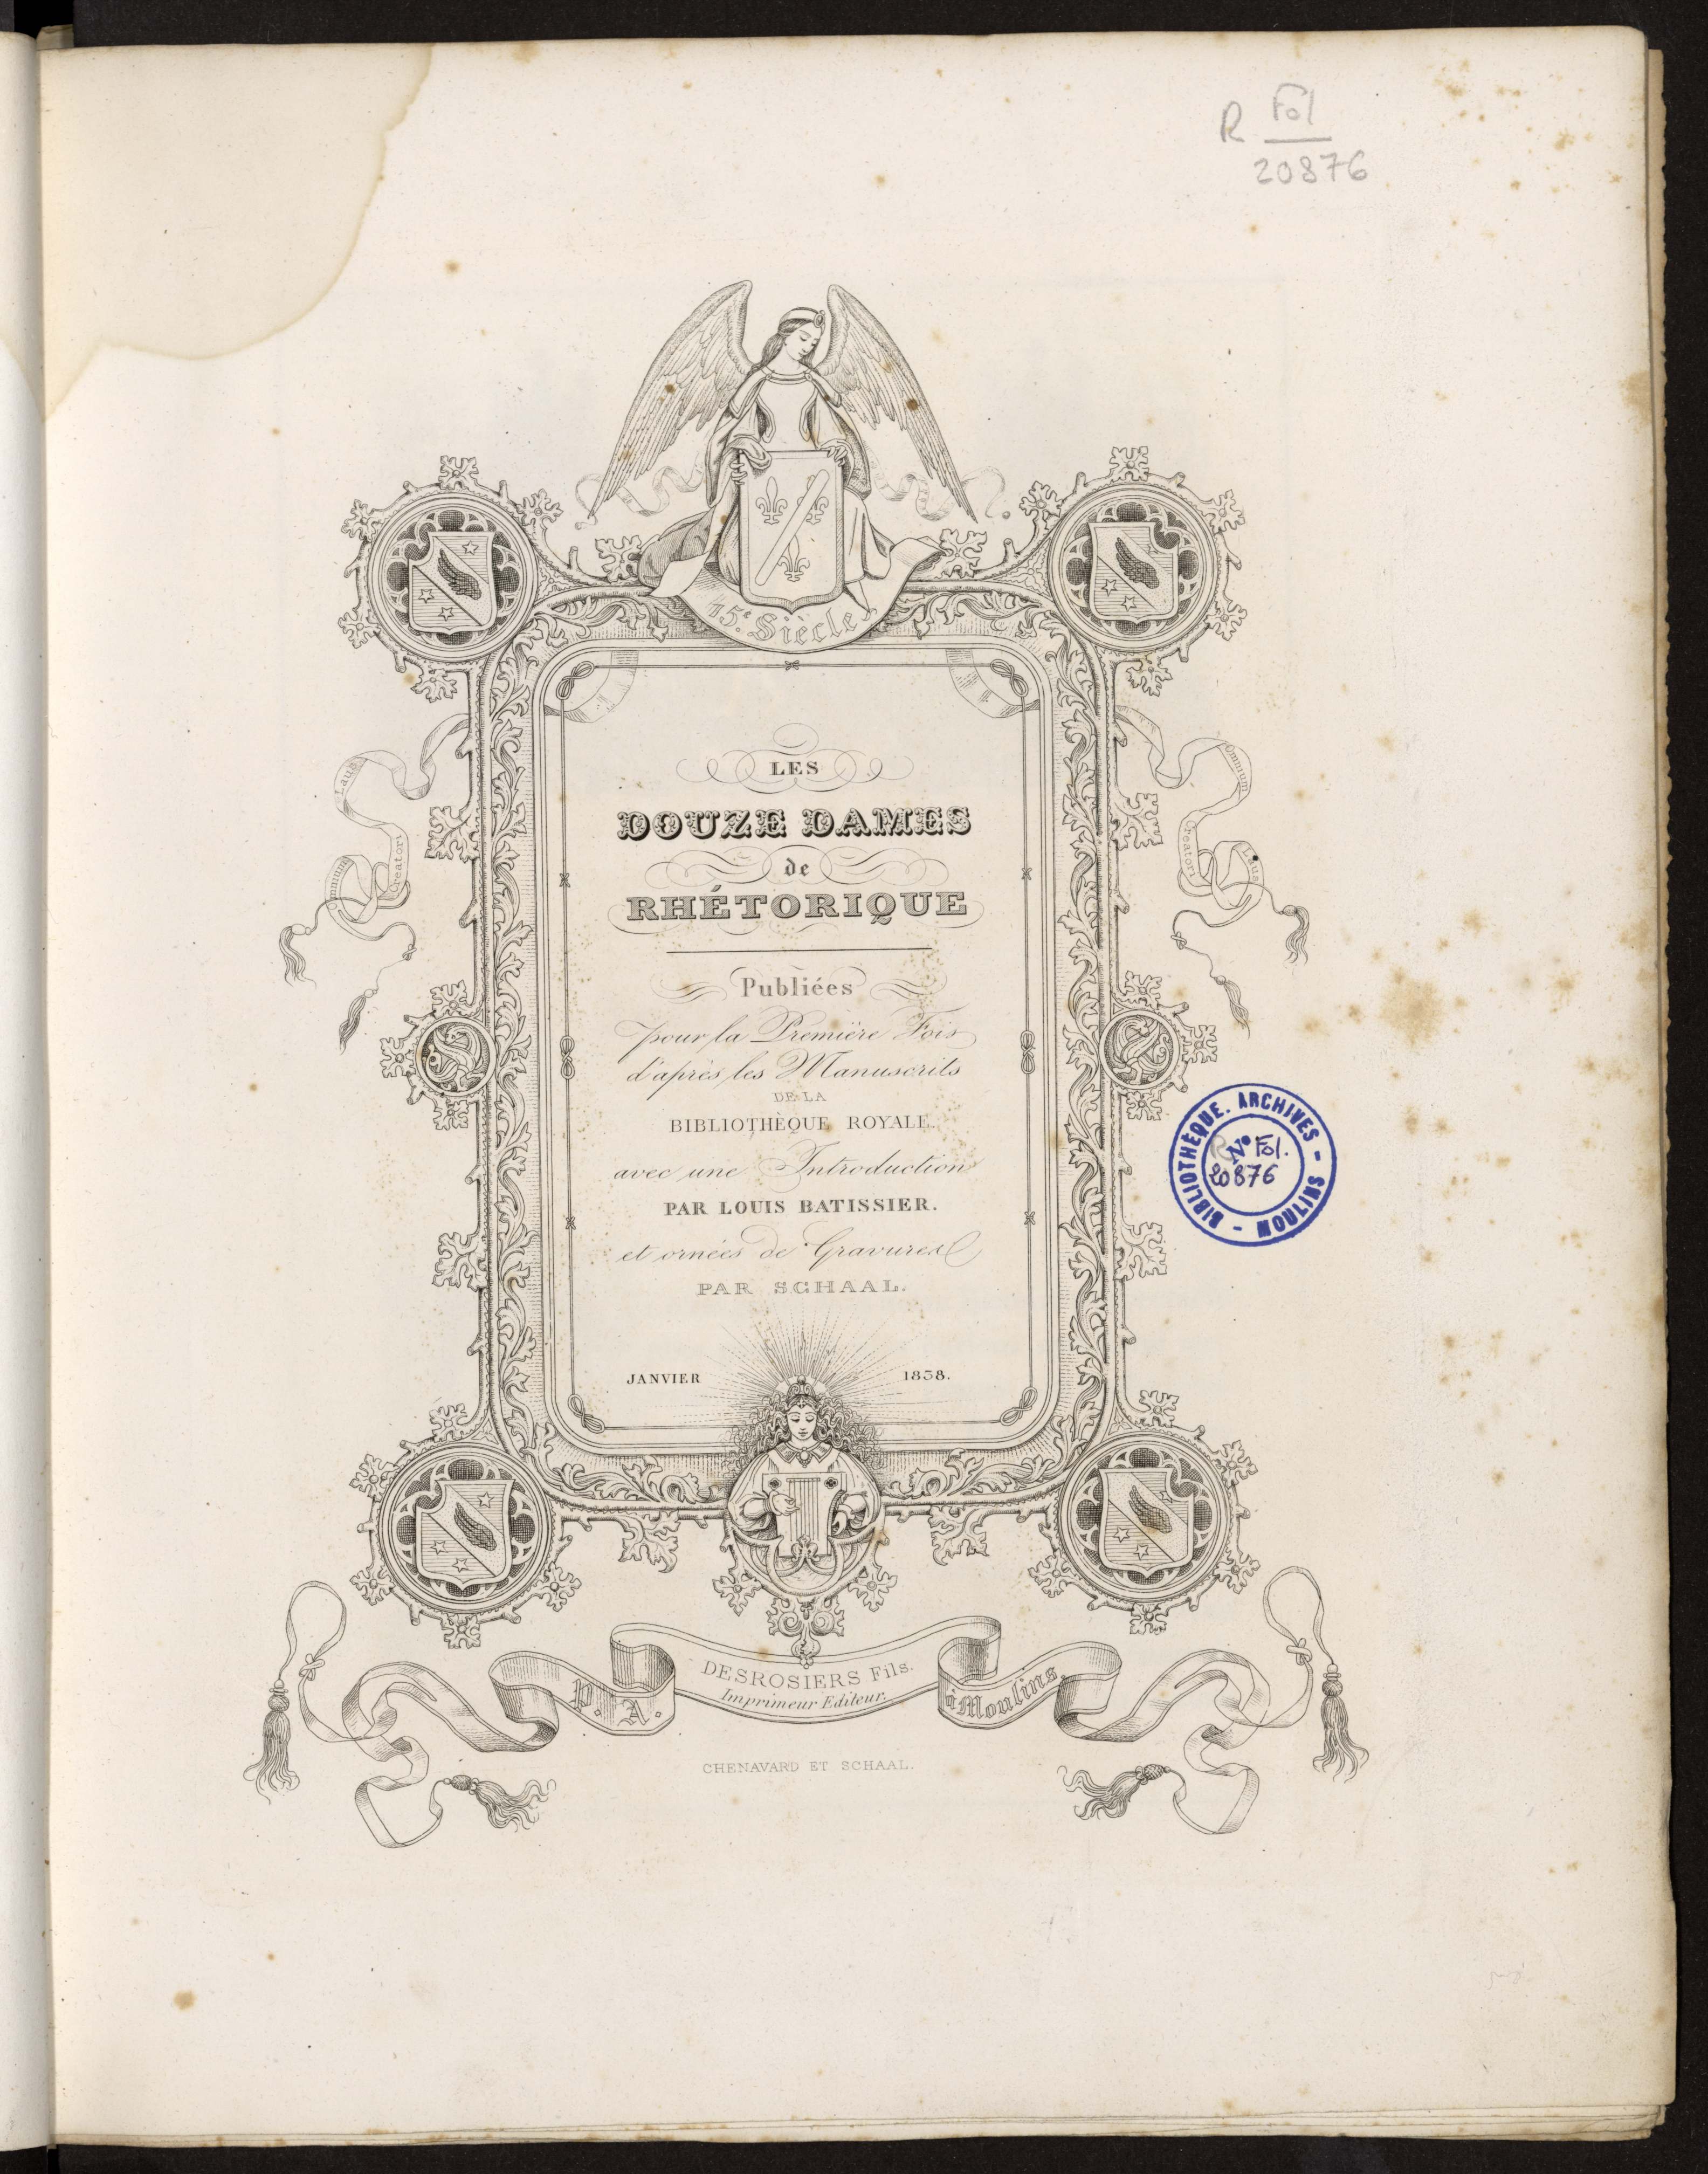 R Fol
20876
15e. Siècle
Laus
Omnium
Creatori
Omnium
Creatori
Laus
LES
DOUZE DAMES
de
RHÉTORIQUE
Publiées
pour la Première Fois
d'après les Manuscrits
DE LA
BIBLIOTHÈQUE ROYALE.
avec une Introduction
PAR LOUIS BATISSIER.
et ornées de Gravures
PAR SCHAAL.
JANVIER 1838.
BIBLIOTHÈQUE. ARCHIVES - MOULINS -
R No Fol.
20876
P. A. DESROSIERS Fils. à Moulins.
Imprimeur Editeur.
CHENAVARD ET SCHAAL.